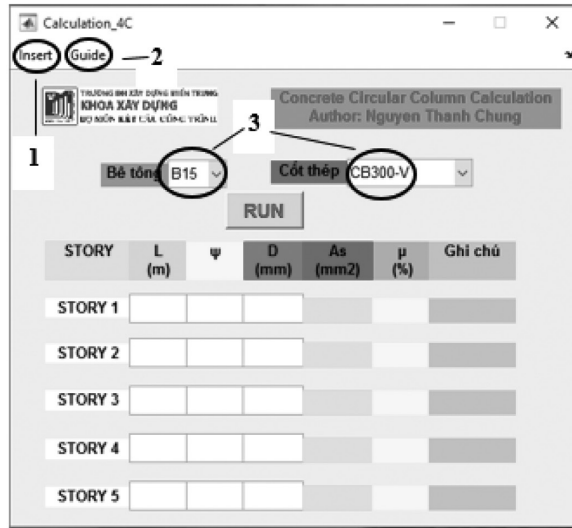 Calculation_4C
Insert Guide 2
TRƯỜNG ĐH XÂY DỰNG MIỀN TRUNG
KHOA XÂY DỰNG
BỘ MÔN KẾT CẤU CÔNG TRÌNH
Concrete Circular Column Calculation
Author: Nguyen Thanh Chung
3
1
Bê tông B15 Cốt thép CB300-V
RUN
STORY L (m) Ψ D (mm) As (mm2) μ (%) Ghi chú
STORY 1
STORY 2
STORY 3
STORY 4
STORY 5